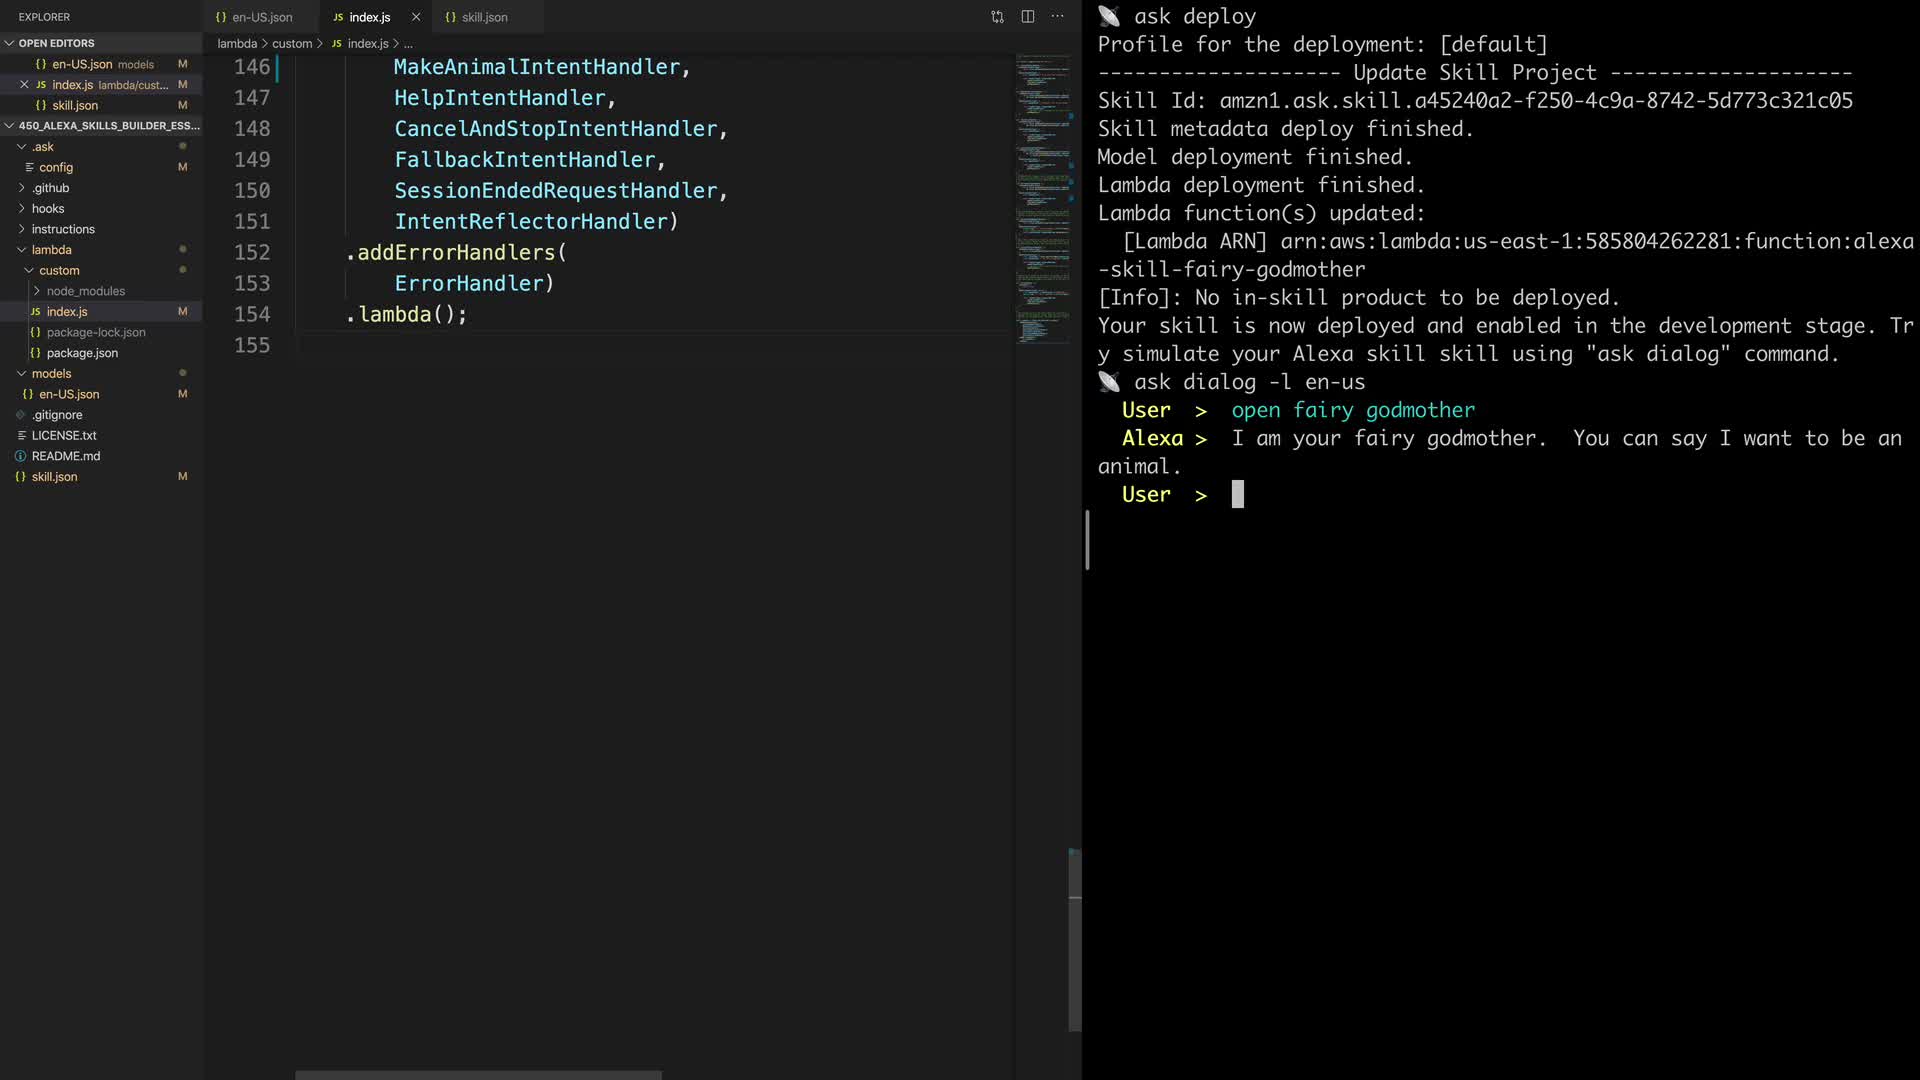 EXPLORER
OPEN EDITORS
{} en-US.json models M
JS index.js lambda/cust... M
{} skill.json M
450_ALEXA_SKILLS_BUILDER_ESS...
.ask
config M
.github
hooks
instructions
lambda
custom
node_modules
JS index.js M
{} package-lock.json
{} package.json
models
{} en-US.json M
.gitignore
LICENSE.txt
README.md
{} skill.json M
{} en-US.json
JS index.js
{} skill.json
lambda > custom > JS index.js > ...
146 MakeAnimalIntentHandler,
147 HelpIntentHandler,
148 CancelAndStopIntentHandler,
149 FallbackIntentHandler,
150 SessionEndedRequestHandler,
151 IntentReflectorHandler)
152 .addErrorHandlers(
153 ErrorHandler)
154 .lambda();
155
ask deploy
Profile for the deployment: [default]
-------------------- Update Skill Project --------------------
Skill Id: amzn1.ask.skill.a45240a2-f250-4c9a-8742-5d773c321c05
Skill metadata deploy finished.
Model deployment finished.
Lambda deployment finished.
Lambda function(s) updated:
[Lambda ARN] arn:aws:lambda:us-east-1:585804262281:function:alexa
-skill-fairy-godmother
[Info]: No in-skill product to be deployed.
Your skill is now deployed and enabled in the development stage. Tr
y simulate your Alexa skill skill using "ask dialog" command.
ask dialog -l en-us
User > open fairy godmother
Alexa > I am your fairy godmother. You can say I want to be an
animal.
User >